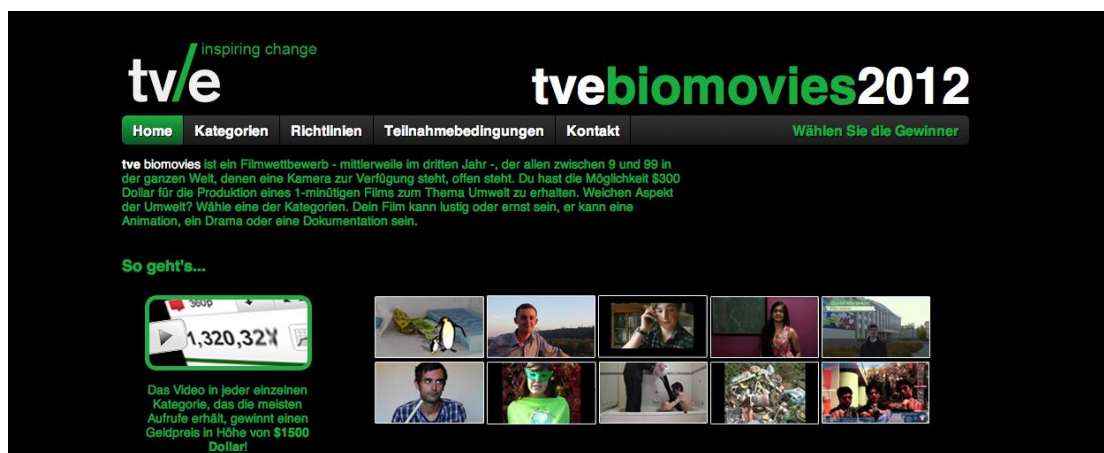 inspiring change
tv/e
tvebiomovies2012
Home Kategorien Richtlinien Teilnahmebedingungen Kontakt Wählen Sie die Gewinner
tve biomovies ist ein Filmwettbewerb - mittlerweile im dritten Jahr -, der allen zwischen 9 und 99 in
der ganzen Welt, denen eine Kamera zur Verfügung steht, offen steht. Du hast die Möglichkeit $300
Dollar für die Produktion eines 1-minütigen Films zum Thema Umwelt zu erhalten. Welchen Aspekt
der Umwelt? Wähle eine der Kategorien. Dein Film kann lustig oder ernst sein, er kann eine
Animation, ein Drama oder eine Dokumentation sein.
So geht's...
360p
1,320,32
Das Video in jeder einzelnen
Kategorie, das die meisten
Aufrufe erhält, gewinnt einen
Geldpreis in Höhe von $1500
Dollar!